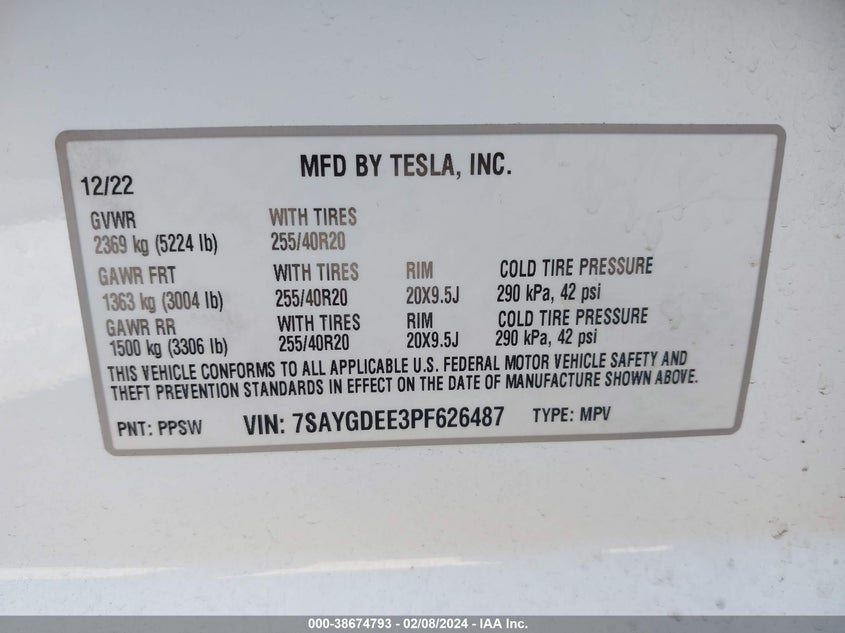 MFD BY TESLA, INC.
12/22
GVWR WITH TIRES
2369 kg (5224 lb) 255/40R20
GAWR FRT WITH TIRES RIM COLD TIRE PRESSURE
1363 kg (3004 lb) 255/40R20 20X9.5J 290 kPa, 42 psi
GAWR RR WITH TIRES RIM COLD TIRE PRESSURE
1500 kg (3306 lb) 255/40R20 20X9.5J 290 kPa, 42 psi
THIS VEHICLE CONFORMS TO ALL APPLICABLE U.S. FEDERAL MOTOR VEHICLE SAFETY AND
THEFT PREVENTION STANDARDS IN EFFECT ON THE DATE OF MANUFACTURE SHOWN ABOVE.
PNT: PPSW VIN: 7SAYGDEE3PF626487 TYPE: MPV
000-38674793 - 02/08/2024 - IAA Inc.